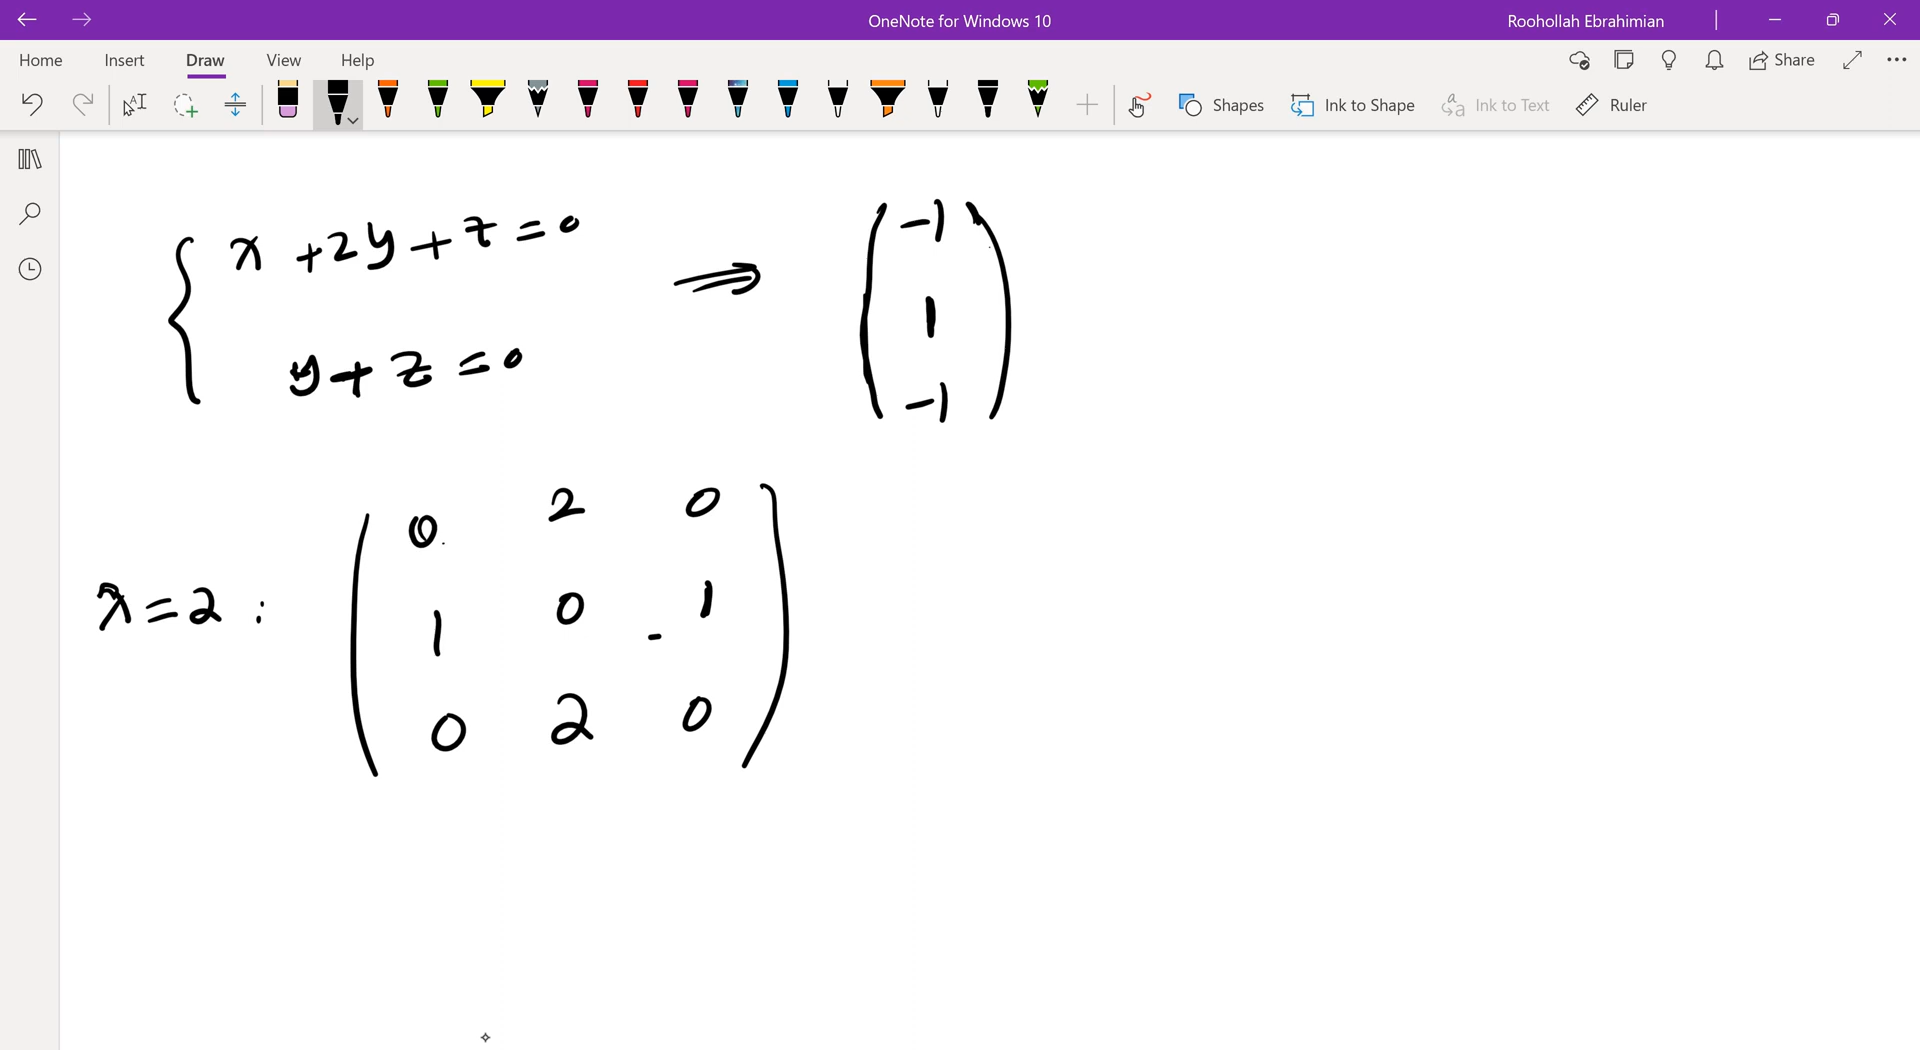 OneNote for Windows 10
Roohollah Ebrahimian
Home Insert Draw View Help
Share
Shapes Ink to Shape Ink to Text Ruler
x + 2y + z = 0
y + z = 0
⟹
-1
1
-1
λ = 2 :
0 2 0
1 0 -1
0 2 0